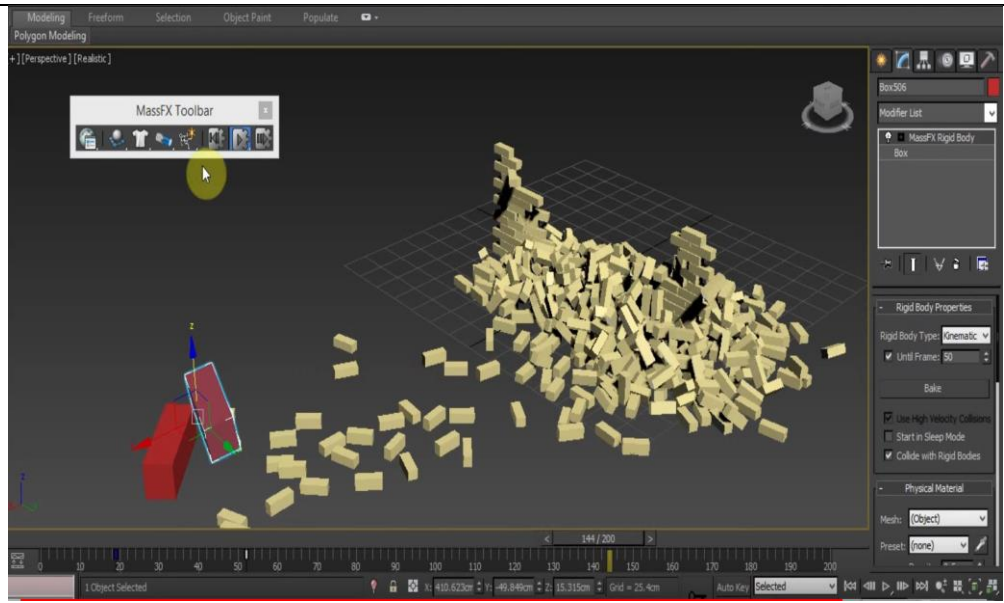 Modeling Freeform Selection Object Paint Populate
Polygon Modeling
+ ] [Perspective ] [Realistic ]
MassFX Toolbar
Box506
Modifier List
MassFX Rigid Body
Box
Rigid Body Properties
Rigid Body Type: Kinematic
Until Frame: 50
Bake
Use High Velocity Collisions
Start in Sleep Mode
Collide with Rigid Bodies
Physical Material
Mesh: (Object)
Preset: (none)
z
z
< 144 / 200 >
0 10 20 30 40 50 60 70 80 90 100 110 120 130 140 150 160 170 180 190 200
1 Object Selected X: 410.623cm Y: -49.849cm Z: 15.315cm Grid = 25.4cm Auto Key Selected